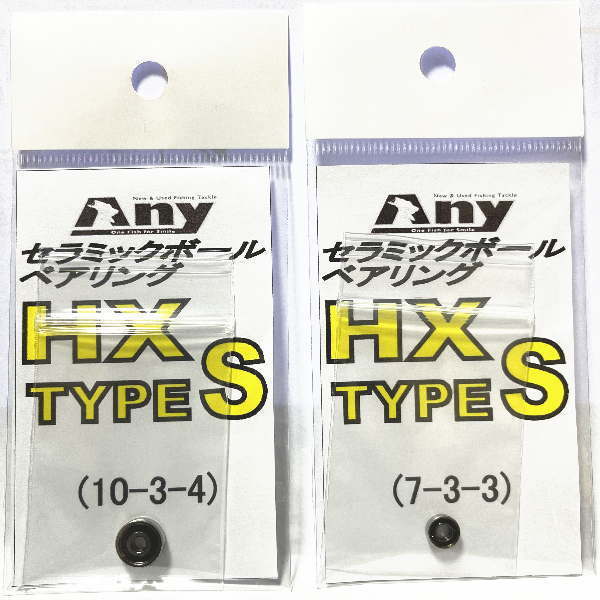 New & Used Fishing Tackle
Any
One Fish for Smile
セラミックボール
ベアリング
HX
TYPE S
(10-3-4)
New & Used Fishing Tackle
Any
One Fish for Smile
セラミックボール
ベアリング
HX
TYPE S
(7-3-3)